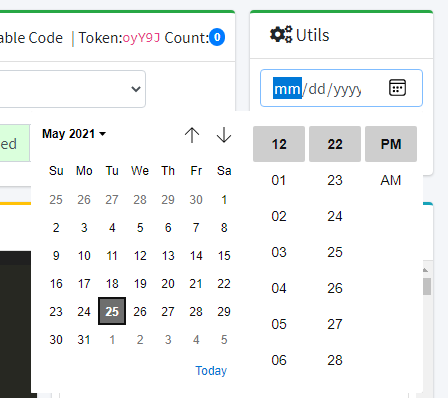 able Code | Token:oyY9J Count:0
Utils
mm/dd/yyyy
ed
May 2021
Su Mo Tu We Th Fr Sa
25 26 27 28 29 30 1
2 3 4 5 6 7 8
9 10 11 12 13 14 15
16 17 18 19 20 21 22
23 24 25 26 27 28 29
30 31 1 2 3 4 5
Today
12 22 PM
01 23 AM
02 24
03 25
04 26
05 27
06 28